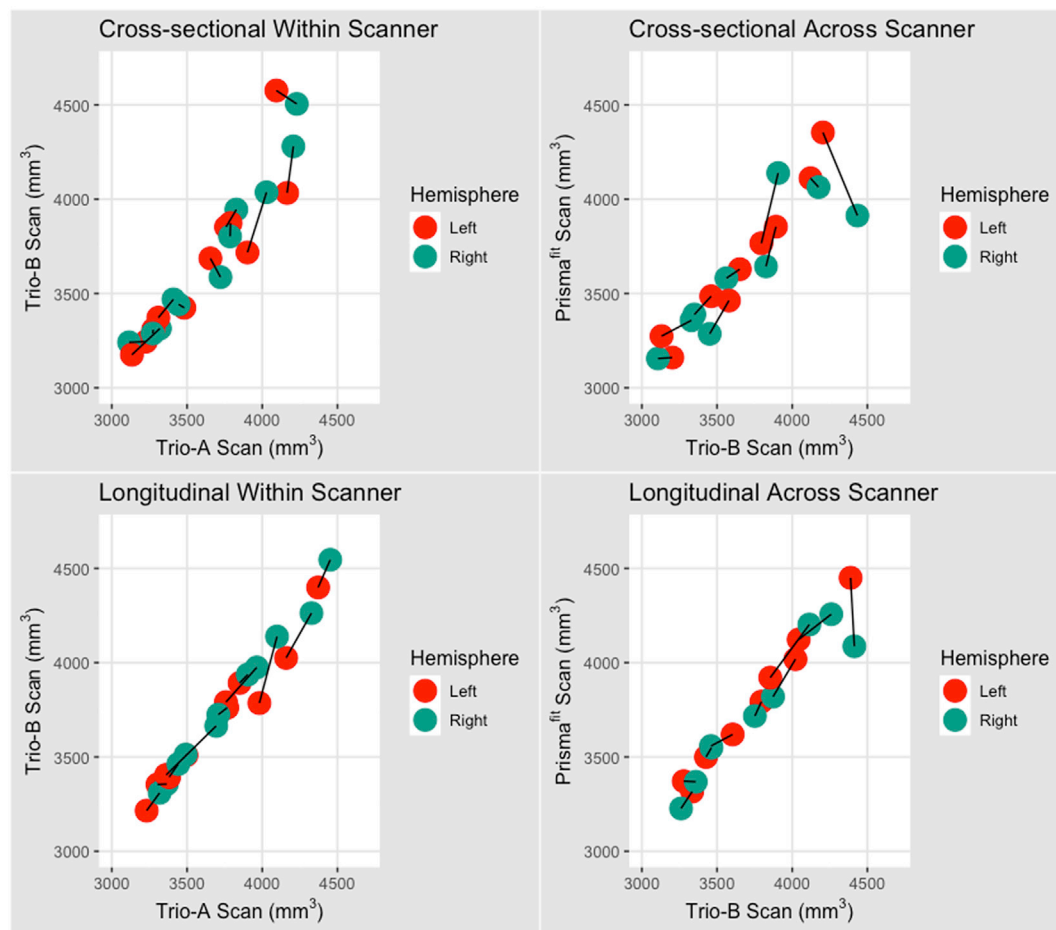 Cross-sectional Within Scanner
Trio-B Scan (mm³)
4500
4000
3500
3000
3000 3500 4000 4500
Trio-A Scan (mm³)
Hemisphere
Left
Right
Cross-sectional Across Scanner
Prismaᶠⁱᵗ Scan (mm³)
4500
4000
3500
3000
3000 3500 4000 4500
Trio-B Scan (mm³)
Hemisphere
Left
Right
Longitudinal Within Scanner
Trio-B Scan (mm³)
4500
4000
3500
3000
3000 3500 4000 4500
Trio-A Scan (mm³)
Hemisphere
Left
Right
Longitudinal Across Scanner
Prismaᶠⁱᵗ Scan (mm³)
4500
4000
3500
3000
3000 3500 4000 4500
Trio-B Scan (mm³)
Hemisphere
Left
Right